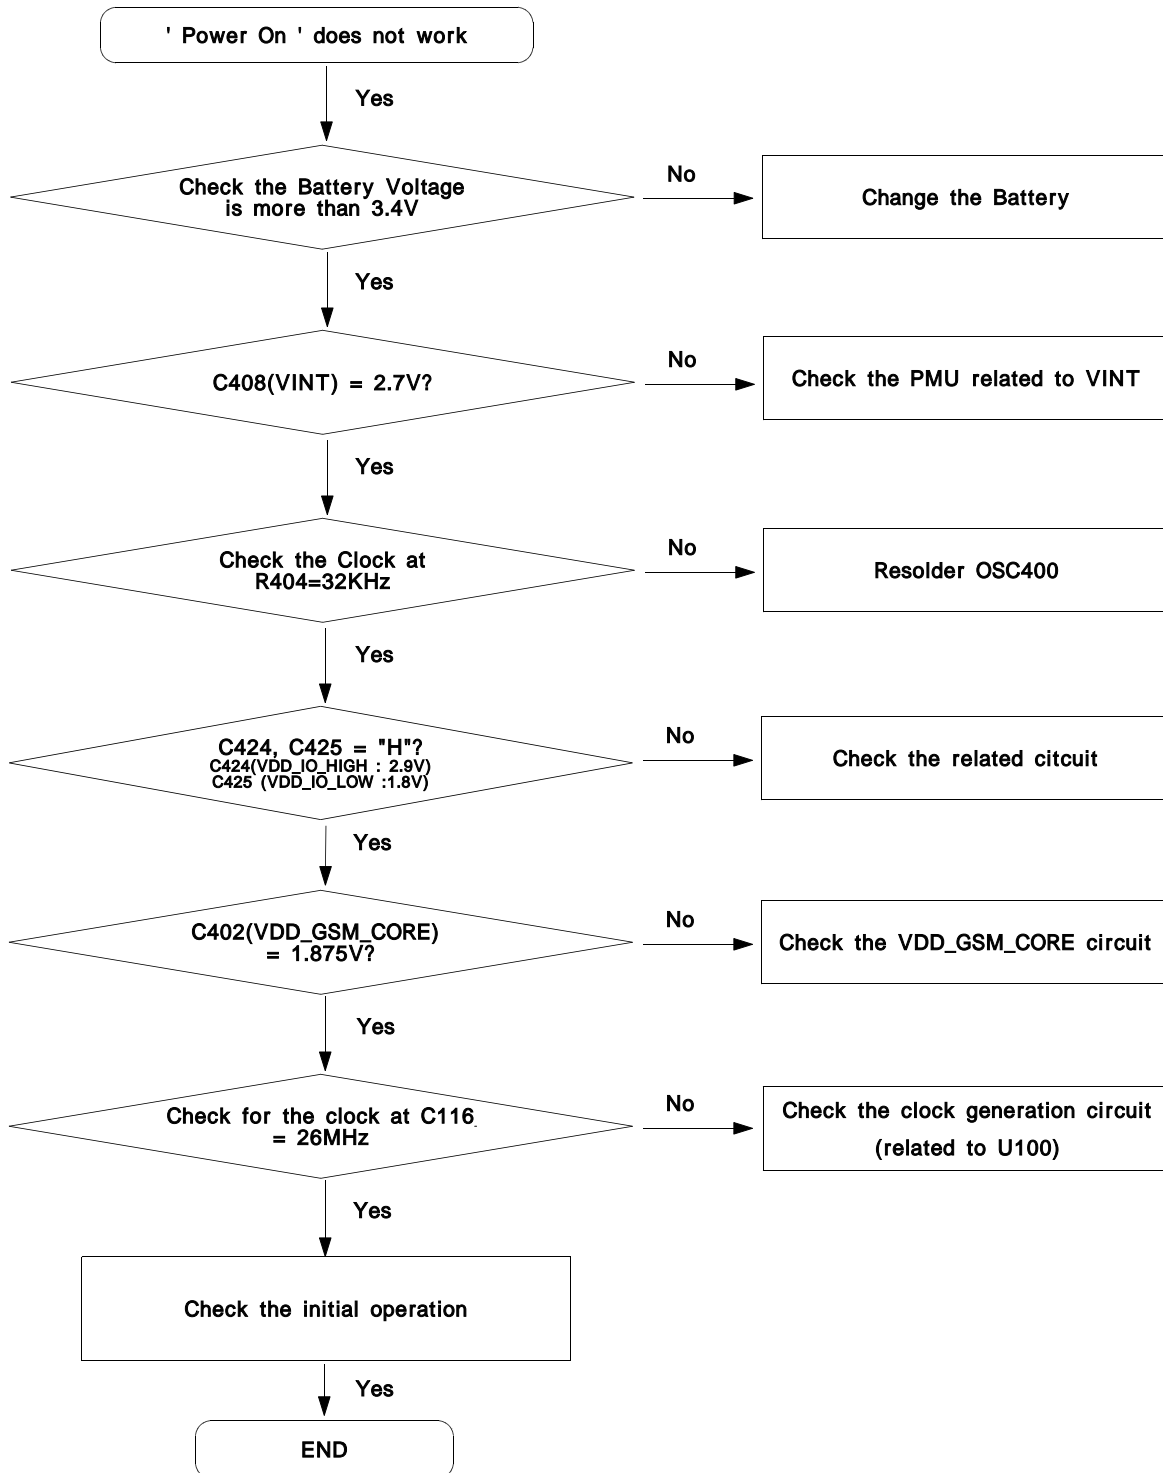 ' Power On ' does not work
Yes
Check the Battery Voltage
is more than 3.4V
No
Change the Battery
Yes
C408(VINT) = 2.7V?
No
Check the PMU related to VINT
Yes
Check the Clock at
R404=32KHz
No
Resolder OSC400
Yes
C424, C425 = "H"?
C424(VDD_IO_HIGH : 2.9V)
C425 (VDD_IO_LOW :1.8V)
No
Check the related citcuit
Yes
C402(VDD_GSM_CORE)
= 1.875V?
No
Check the VDD_GSM_CORE circuit
Yes
Check for the clock at C116
= 26MHz
No
Check the clock generation circuit
(related to U100)
Yes
Check the initial operation
Yes
END